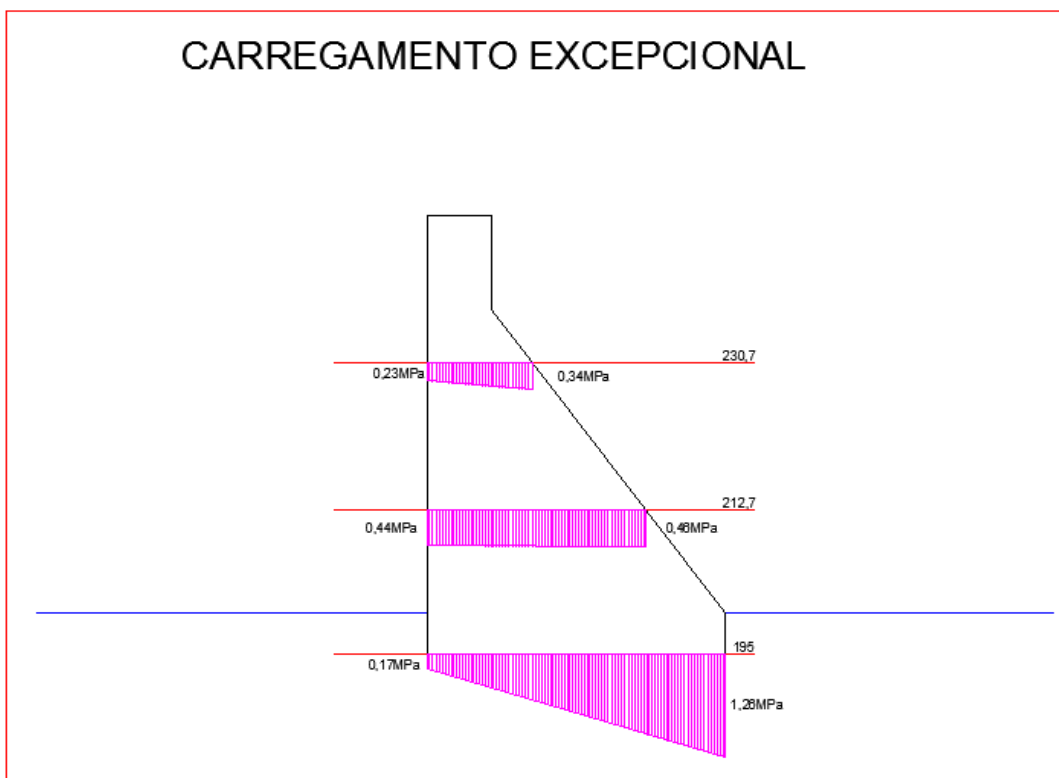 CARREGAMENTO EXCEPCIONAL
230,7
0,23MPa
0,34MPa
212,7
0,44MPa
0,46MPa
195
0,17MPa
1,26MPa